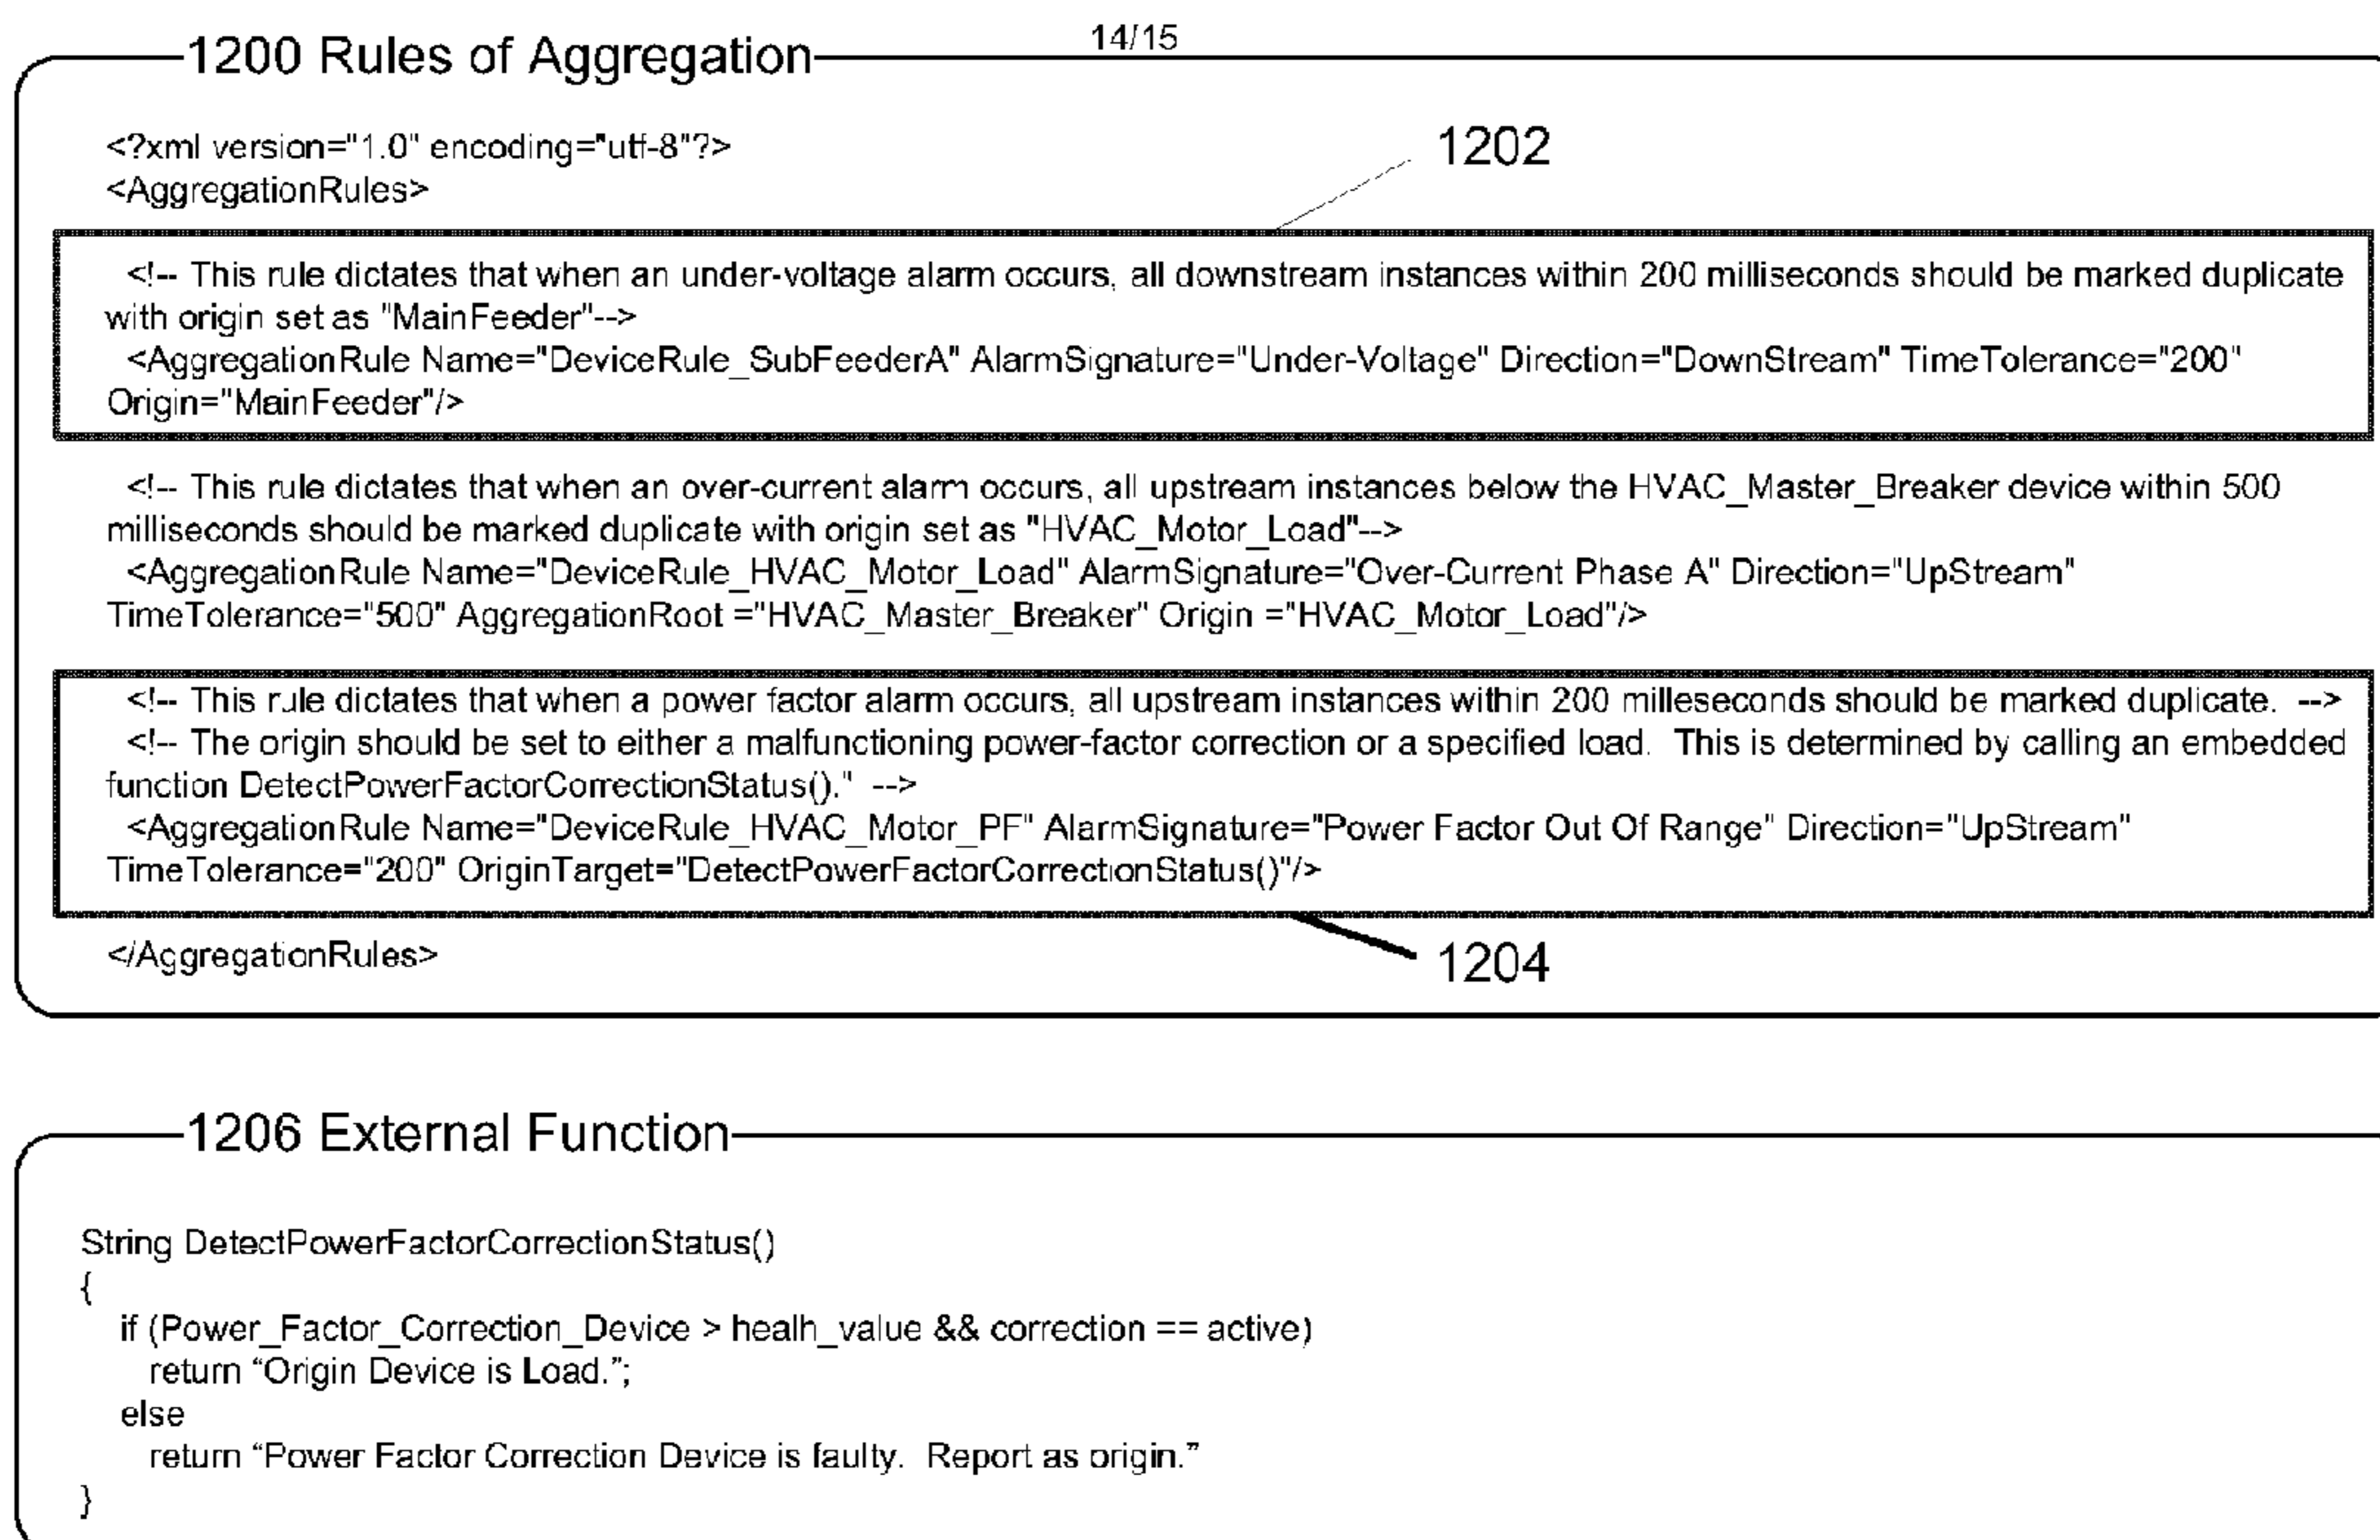 14/15
1200 Rules of Aggregation
<?xml version="1.0" encoding="utf-8"?>
1202
<AggregationRules>
<!-- This rule dictates that when an under-voltage alarm occurs, all downstream instances within 200 milliseconds should be marked duplicate
with origin set as "MainFeeder"-->
<AggregationRule Name="DeviceRule_SubFeederA" AlarmSignature="Under-Voltage" Direction="DownStream" TimeTolerance="200"
Origin="MainFeeder"/>
<!-- This rule dictates that when an over-current alarm occurs, all upstream instances below the HVAC_Master_Breaker device within 500
milliseconds should be marked duplicate with origin set as "HVAC_Motor_Load"-->
<AggregationRule Name="DeviceRule_HVAC_Motor_Load" AlarmSignature="Over-Current Phase A" Direction="UpStream"
TimeTolerance="500" AggregationRoot ="HVAC_Master_Breaker" Origin ="HVAC_Motor_Load"/>
<!-- This rule dictates that when a power factor alarm occurs, all upstream instances within 200 milleseconds should be marked duplicate. -->
<!-- The origin should be set to either a malfunctioning power-factor correction or a specified load. This is determined by calling an embedded
function DetectPowerFactorCorrectionStatus()." -->
<AggregationRule Name="DeviceRule_HVAC_Motor_PF" AlarmSignature="Power Factor Out Of Range" Direction="UpStream"
TimeTolerance="200" OriginTarget="DetectPowerFactorCorrectionStatus()"/>
</AggregationRules>
1204
1206 External Function
String DetectPowerFactorCorrectionStatus()
{
if (Power_Factor_Correction_Device > healh_value && correction == active)
return “Origin Device is Load.”;
else
return “Power Factor Correction Device is faulty. Report as origin.”
}